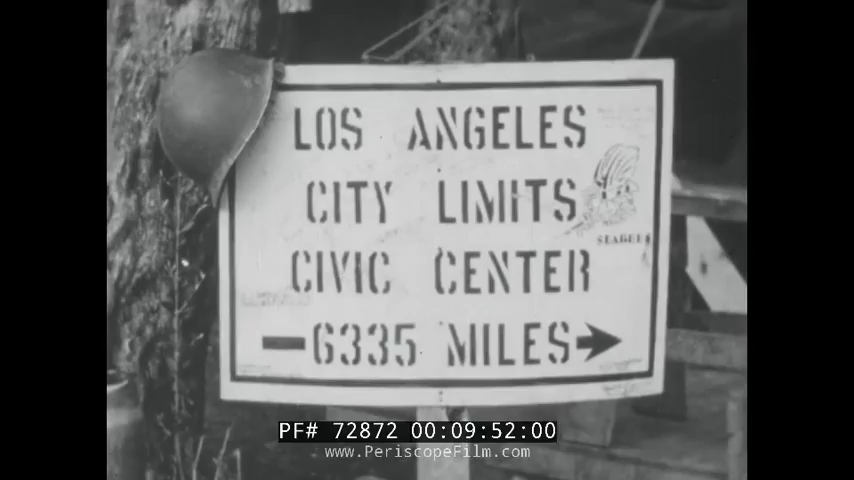 LOS ANGELES
CITY LIMITS
SEABEES
CIVIC CENTER
6335 MILES
PF# 72872 00:09:52:00
www.PeriscopeFilm.com